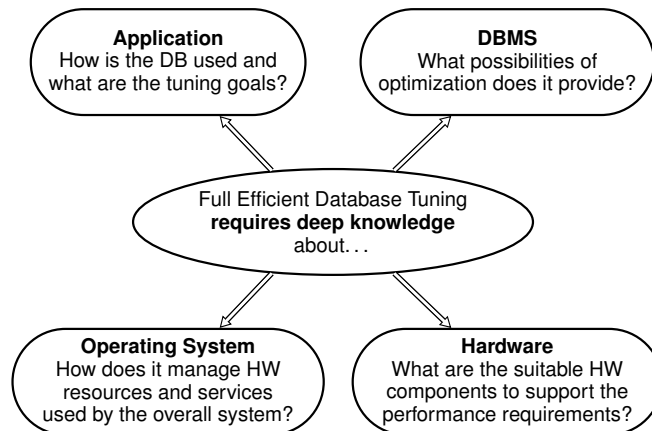 Application
How is the DB used and
what are the tuning goals?
DBMS
What possibilities of
optimization does it provide?
Full Efficient Database Tuning
requires deep knowledge
about. . .
Operating System
How does it manage HW
resources and services
used by the overall system?
Hardware
What are the suitable HW
components to support the
performance requirements?